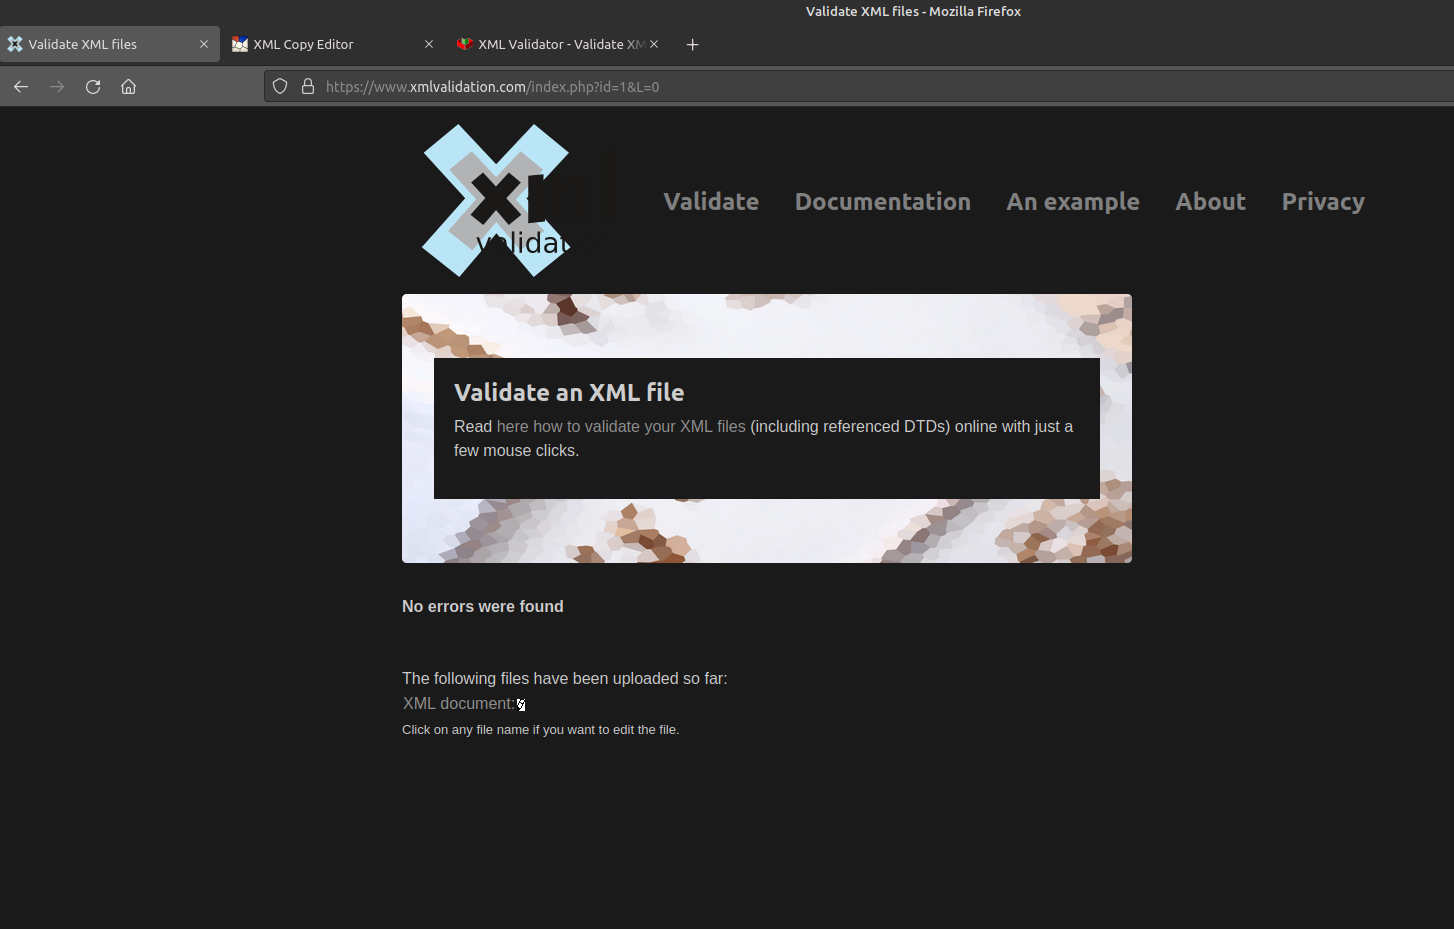 Validate XML files - Mozilla Firefox
Validate XML files
XML Copy Editor
XML Validator - Validate XM
https://www.xmlvalidation.com/index.php?id=1&L=0
validat
Validate
Documentation
An example
About
Privacy
Validate an XML file
Read here how to validate your XML files (including referenced DTDs) online with just a
few mouse clicks.
No errors were found
The following files have been uploaded so far:
XML document:
Click on any file name if you want to edit the file.